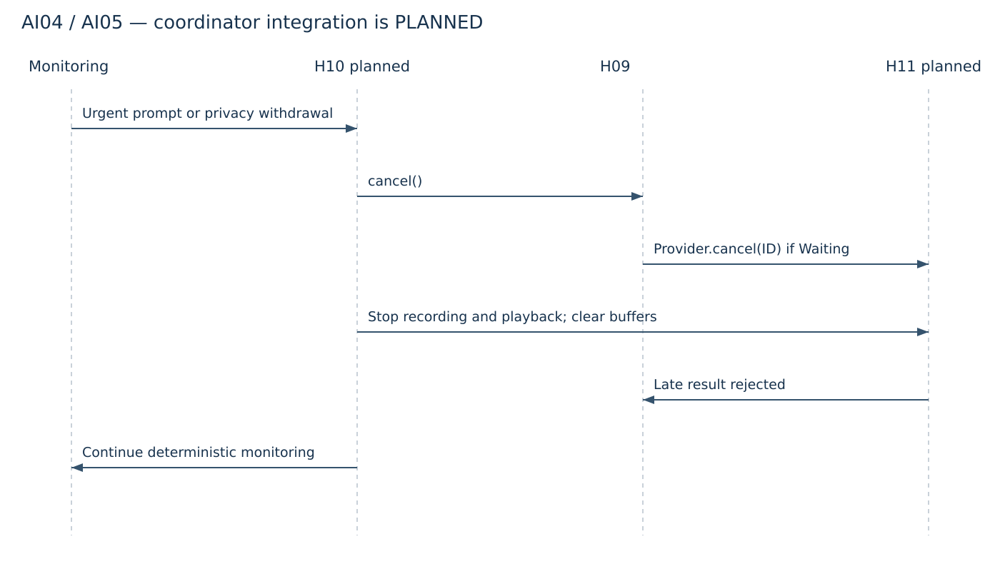 AI04 / AI05 — coordinator integration is PLANNED
Monitoring
H10 planned
H09
H11 planned
Urgent prompt or privacy withdrawal
cancel()
Provider.cancel(ID) if Waiting
Stop recording and playback; clear buffers
Late result rejected
Continue deterministic monitoring